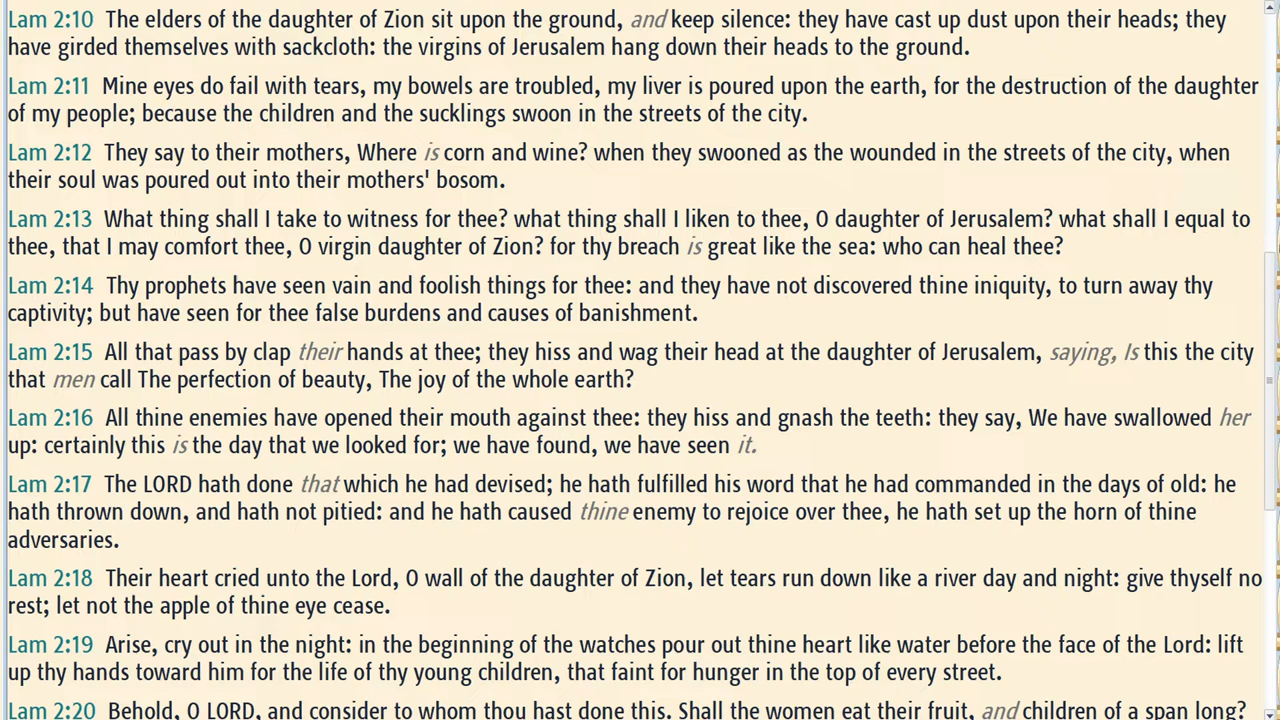 Lam 2:10 The elders of the daughter of Zion sit upon the ground, and keep silence: they have cast up dust upon their heads; they
have girded themselves with sackcloth: the virgins of Jerusalem hang down their heads to the ground.
Lam 2:11 Mine eyes do fail with tears, my bowels are troubled, my liver is poured upon the earth, for the destruction of the daughter
of my people; because the children and the sucklings swoon in the streets of the city.
Lam 2:12 They say to their mothers, Where is corn and wine? when they swooned as the wounded in the streets of the city, when
their soul was poured out into their mothers' bosom.
Lam 2:13 What thing shall I take to witness for thee? what thing shall I liken to thee, O daughter of Jerusalem? what shall I equal to
thee, that I may comfort thee, O virgin daughter of Zion? for thy breach is great like the sea: who can heal thee?
Lam 2:14 Thy prophets have seen vain and foolish things for thee: and they have not discovered thine iniquity, to turn away thy
captivity; but have seen for thee false burdens and causes of banishment.
Lam 2:15 All that pass by clap their hands at thee; they hiss and wag their head at the daughter of Jerusalem, saying, Is this the city
that men call The perfection of beauty, The joy of the whole earth?
Lam 2:16 All thine enemies have opened their mouth against thee: they hiss and gnash the teeth: they say, We have swallowed her
up: certainly this is the day that we looked for; we have found, we have seen it.
Lam 2:17 The LORD hath done that which he had devised; he hath fulfilled his word that he had commanded in the days of old: he
hath thrown down, and hath not pitied: and he hath caused thine enemy to rejoice over thee, he hath set up the horn of thine
adversaries.
Lam 2:18 Their heart cried unto the Lord, O wall of the daughter of Zion, let tears run down like a river day and night: give thyself no
rest; let not the apple of thine eye cease.
Lam 2:19 Arise, cry out in the night: in the beginning of the watches pour out thine heart like water before the face of the Lord: lift
up thy hands toward him for the life of thy young children, that faint for hunger in the top of every street.
Lam 2:20 Behold, O LORD, and consider to whom thou hast done this. Shall the women eat their fruit, and children of a span long?